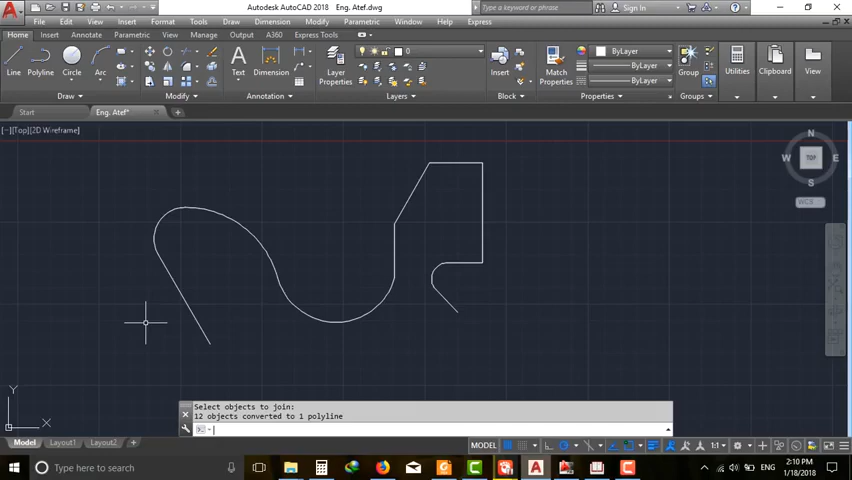 A
Autodesk AutoCAD 2018 - Eng. Atef.dwg
Type a keyword or phrase
Sign In
File Edit View Insert Format Tools Draw Dimension Modify Parametric Window Help Express
Home Insert Annotate Parametric View Manage Output A360 Express Tools
Line Polyline Circle Arc
Text Dimension
Layer Properties
0
Insert
Match Properties
ByLayer
ByLayer
ByLayer
Group
Utilities Clipboard View
Draw Modify Annotation Layers Block Properties Groups
Start Eng. Atef*
[−][Top][2D Wireframe]
N
W TOP E
S
WCS
Y
X
Select objects to join:
12 objects converted to 1 polyline
Model Layout1 Layout2
MODEL
1:1
Type here to search
ENG
2:10 PM
1/18/2018